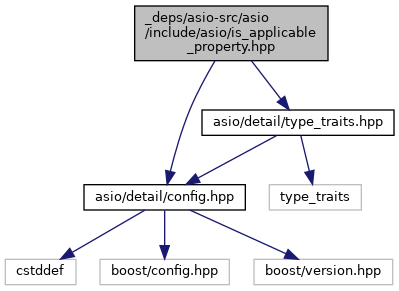 _deps/asio-src/asio
/include/asio/is_applicable
_property.hpp
asio/detail/type_traits.hpp
asio/detail/config.hpp
type_traits
cstddef
boost/config.hpp
boost/version.hpp